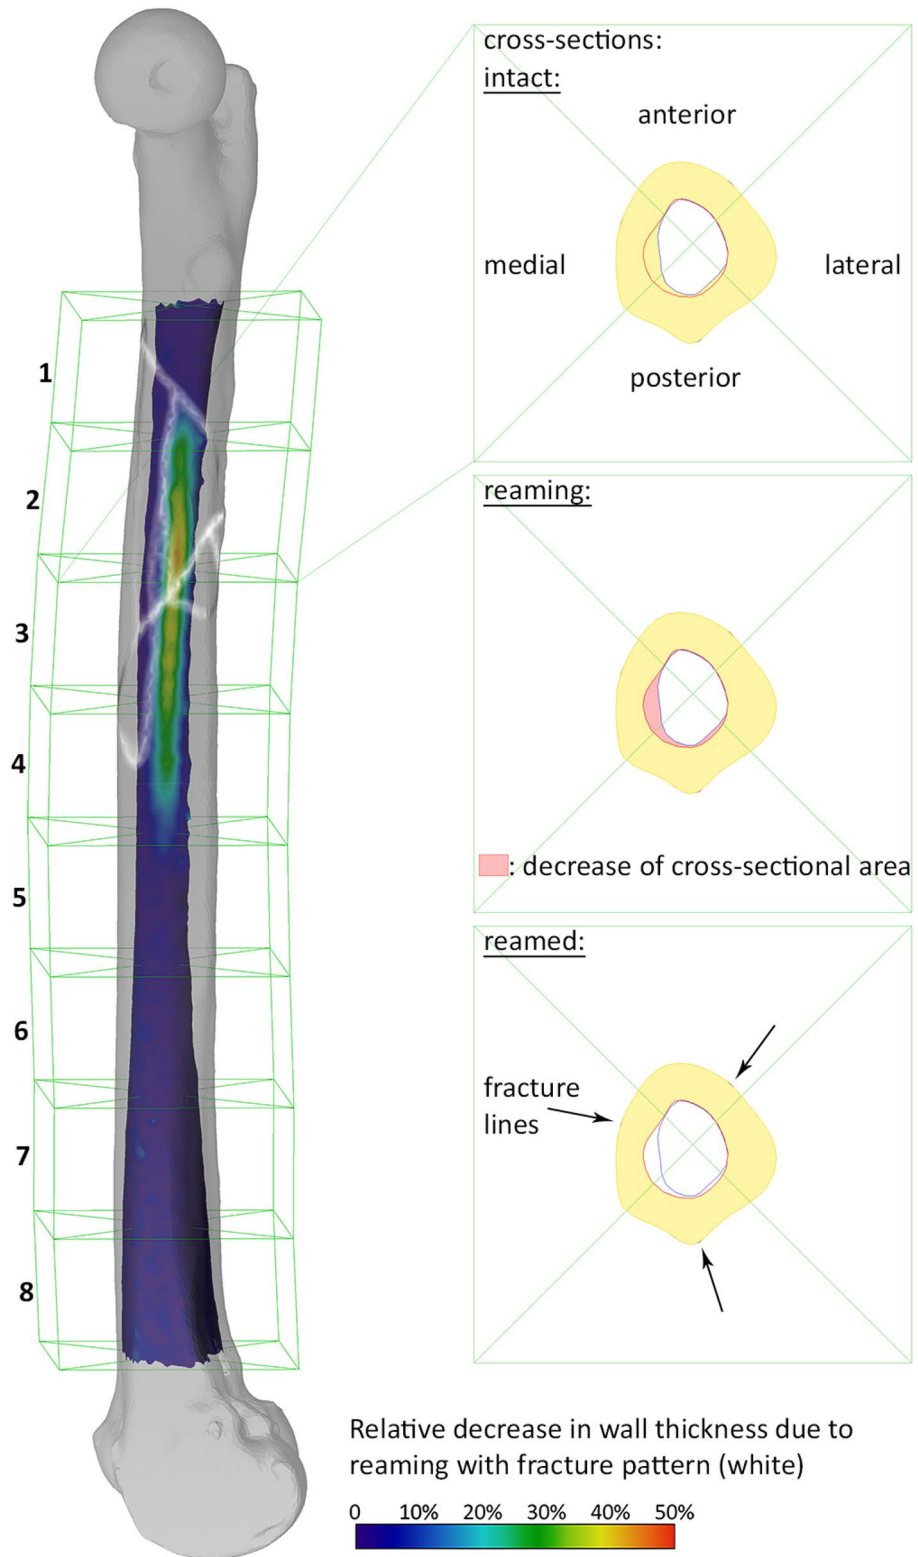 cross-sections:
intact:
anterior
medial
lateral
posterior
reaming:
: decrease of cross-sectional area
reamed:
fracture
lines
1
2
3
4
5
6
7
8
Relative decrease in wall thickness due to
reaming with fracture pattern (white)
0 10% 20% 30% 40% 50%